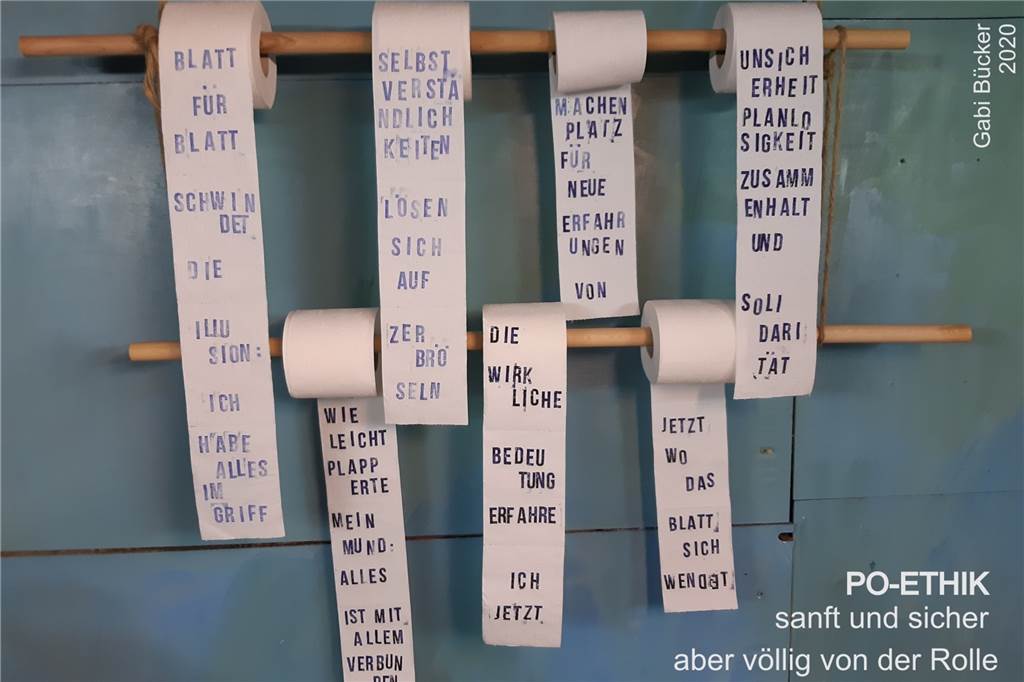 BLATT
FÜR
BLATT
SCHWIN
DET
DIE
ILLU
SION:
ICH
HABE
ALLES
IM
GRIFF
SELBST
VERSTÄ
NDLICH
KEITEN
LÖSEN
SICH
AUF
ZER
BRÖ
SELN
MACHEN
PLATZ
FÜR
NEUE
ERFAHR
UNGEN
VON
UNSICH
ERHEIT
PLANLO
SIGKEIT
ZUSAMM
ENHALT
UND
SOLI
DARI
TÄT
WIE
LEICHT
PLAPP
ERTE
MEIN
MUND:
ALLES
IST MIT
ALLEM
VERBUN
DEN
DIE
WIRK
LICHE
BEDEU
TUNG
ERFAHRE
ICH
JETZT
JETZT
WO
DAS
BLATT
SICH
WENDET
Gabi Bücker
2020
PO-ETHIK
sanft und sicher
aber völlig von der Rolle